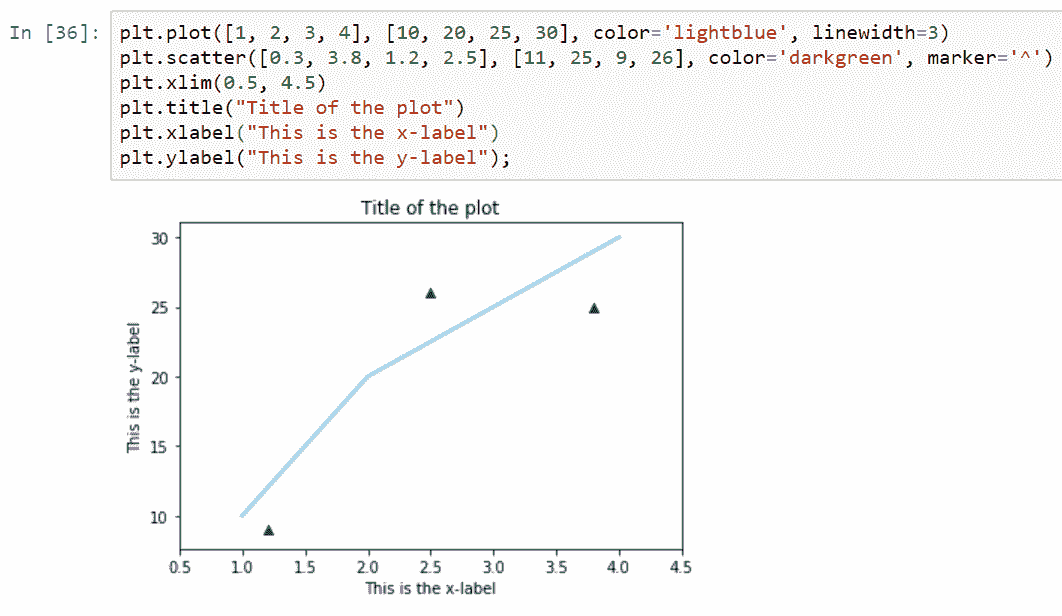 In [36]: plt.plot([1, 2, 3, 4], [10, 20, 25, 30], color='lightblue', linewidth=3)
plt.scatter([0.3, 3.8, 1.2, 2.5], [11, 25, 9, 26], color='darkgreen', marker='^')
plt.xlim(0.5, 4.5)
plt.title("Title of the plot")
plt.xlabel("This is the x-label")
plt.ylabel("This is the y-label");
Title of the plot
This is the y-label
30
25
20
15
10
0.5 1.0 1.5 2.0 2.5 3.0 3.5 4.0 4.5
This is the x-label